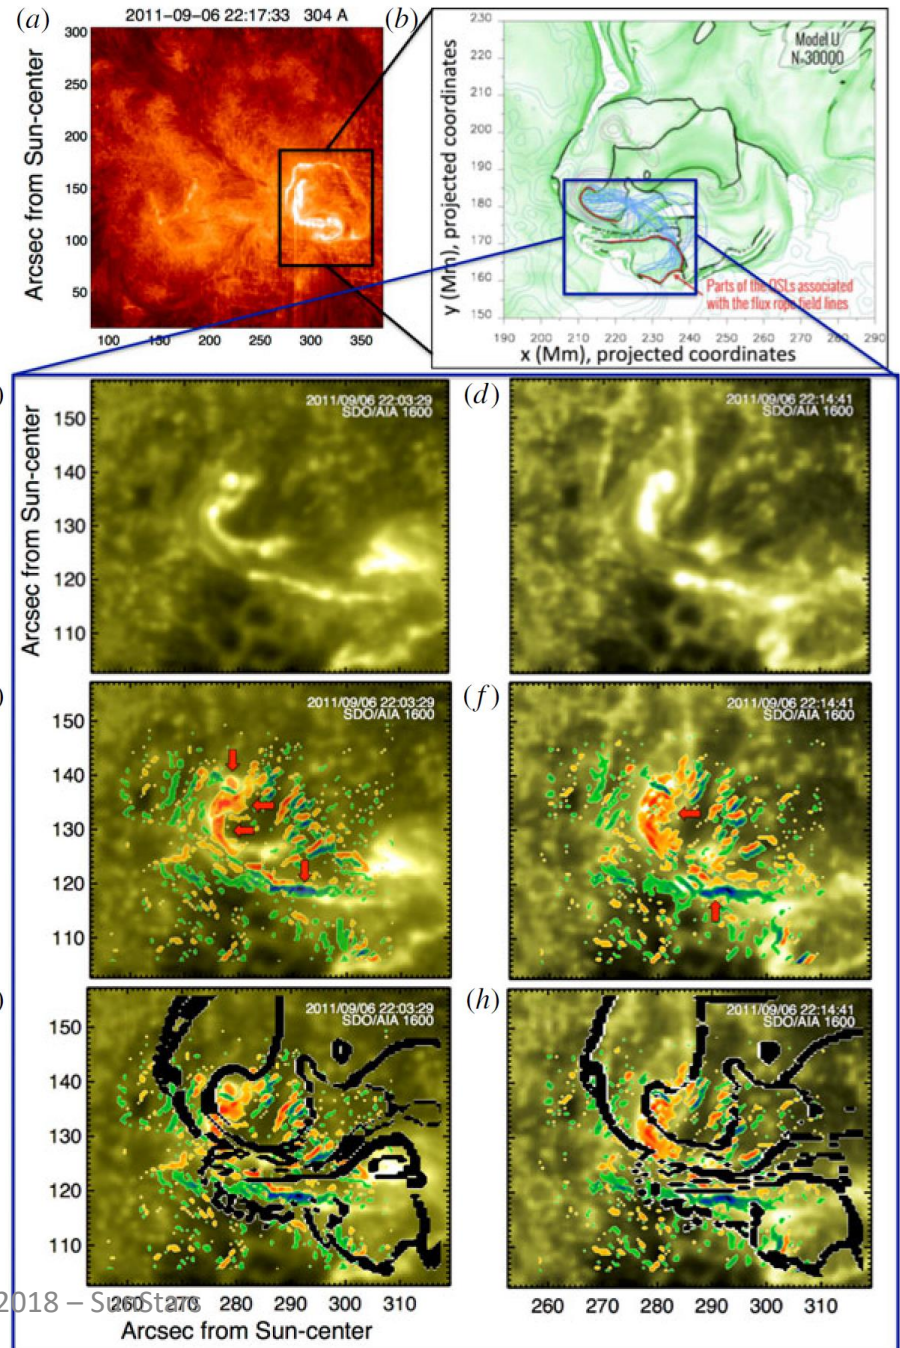 (a)
2011-09-06 22:17:33 304 A
300
250
200
150
100
50
Arcsec from Sun-center
100 150 200 250 300 350
(b)
230
220
210
200
190
180
170
160
150
y (Mm), projected coordinates
Model U
N=30000
Parts of the QSLs associated
with the flux rope field lines
190 200 210 220 230 240 250 260 270 280 290
x (Mm), projected coordinates
)
2011/09/06 22:03:29
SDO/AIA 1600
150
140
130
120
110
Arcsec from Sun-center
(d)
2011/09/06 22:14:41
SDO/AIA 1600
)
2011/09/06 22:03:29
SDO/AIA 1600
150
140
130
120
110
(f)
2011/09/06 22:14:41
SDO/AIA 1600
)
2011/09/06 22:03:29
SDO/AIA 1600
150
140
130
120
110
(h)
2011/09/06 22:14:41
SDO/AIA 1600
2018 – SunStars
260 270 280 290 300 310
Arcsec from Sun-center
260 270 280 290 300 310